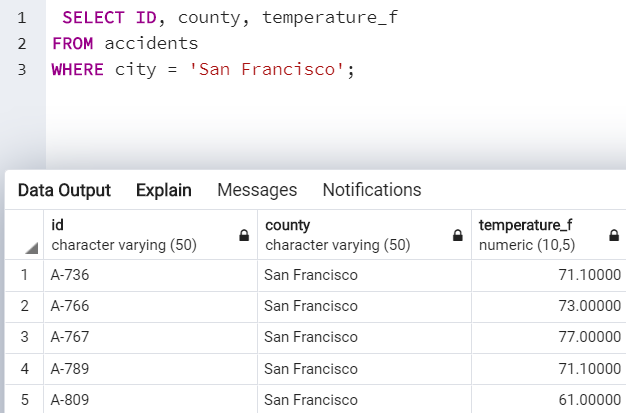 1 SELECT ID, county, temperature_f
2 FROM accidents
3 WHERE city = 'San Francisco';
Data Output Explain Messages Notifications
id county temperature_f
character varying (50) character varying (50) numeric (10,5)
1 A-736 San Francisco 71.10000
2 A-766 San Francisco 73.00000
3 A-767 San Francisco 77.00000
4 A-789 San Francisco 71.10000
5 A-809 San Francisco 61.00000